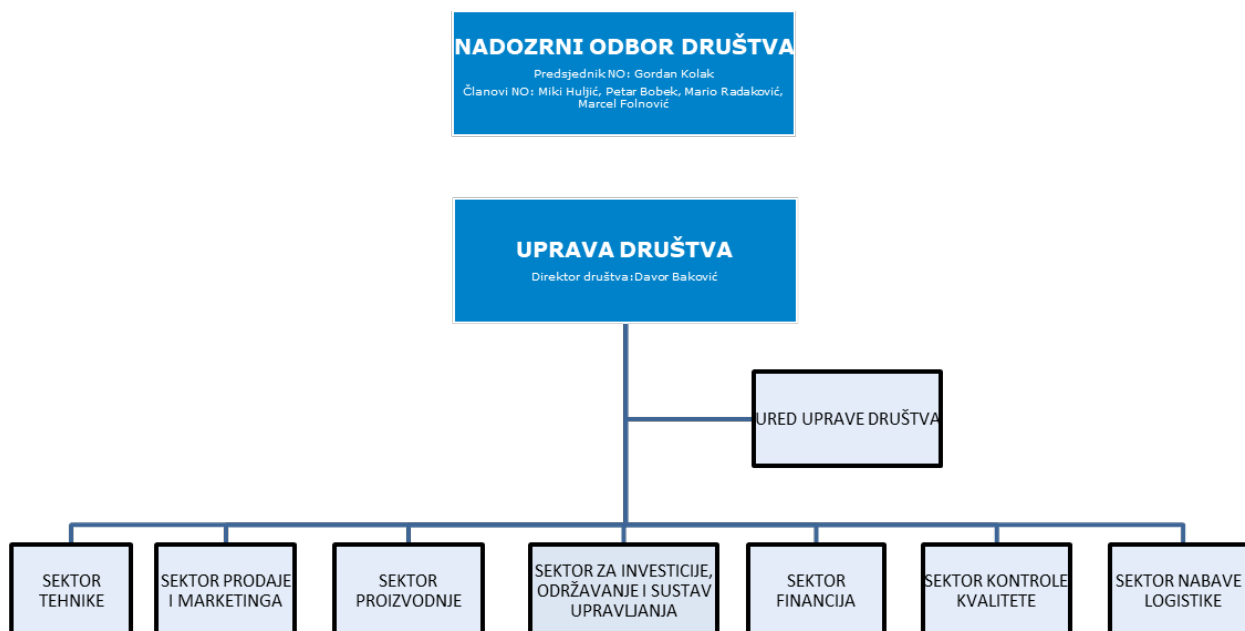 NADOZRNI ODBOR DRUŠTVA
Predsjednik NO: Gordan Kolak
Članovi NO: Miki Huljić, Petar Bobek, Mario Radaković,
Marcel Folnović
UPRAVA DRUŠTVA
Direktor društva:Davor Baković
URED UPRAVE DRUŠTVA
SEKTOR
TEHNIKE
SEKTOR PRODAJE
I MARKETINGA
SEKTOR
PROIZVODNJE
SEKTOR ZA INVESTICIJE,
ODRŽAVANJE I SUSTAV
UPRAVLJANJA
SEKTOR
FINANCIJA
SEKTOR KONTROLE
KVALITETE
SEKTOR NABAVE I
LOGISTIKE